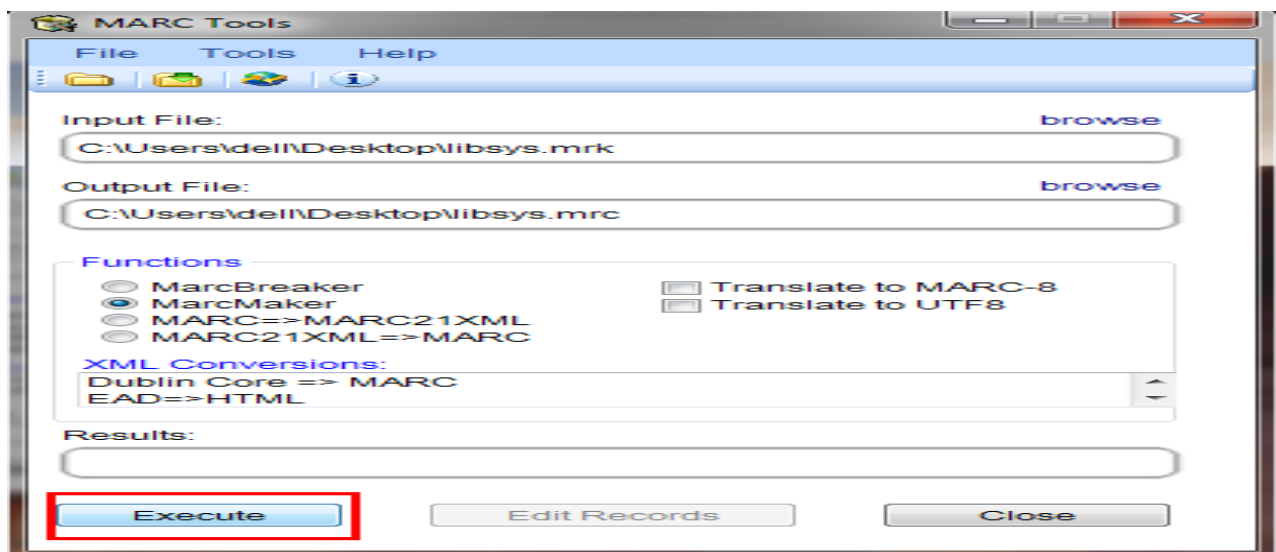 MARC Tools
File Tools Help
Input File: browse
C:\Users\dell\Desktop\libsys.mrk
Output File: browse
C:\Users\dell\Desktop\libsys.mrc
Functions
MarcBreaker Translate to MARC-8
MarcMaker Translate to UTF8
MARC=>MARC21XML
MARC21XML=>MARC
XML Conversions:
Dublin Core => MARC
EAD=>HTML
Results:
Execute Edit Records Close